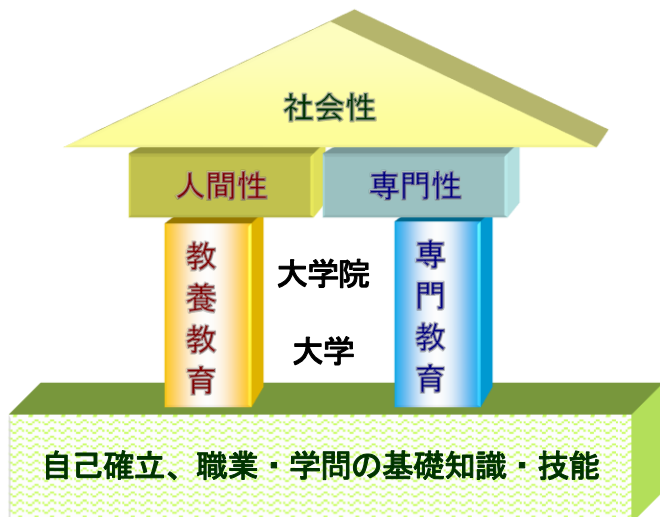 社会性
人間性
専門性
教養教育
大学院
大学
専門教育
自己確立、職業・学問の基礎知識・技能